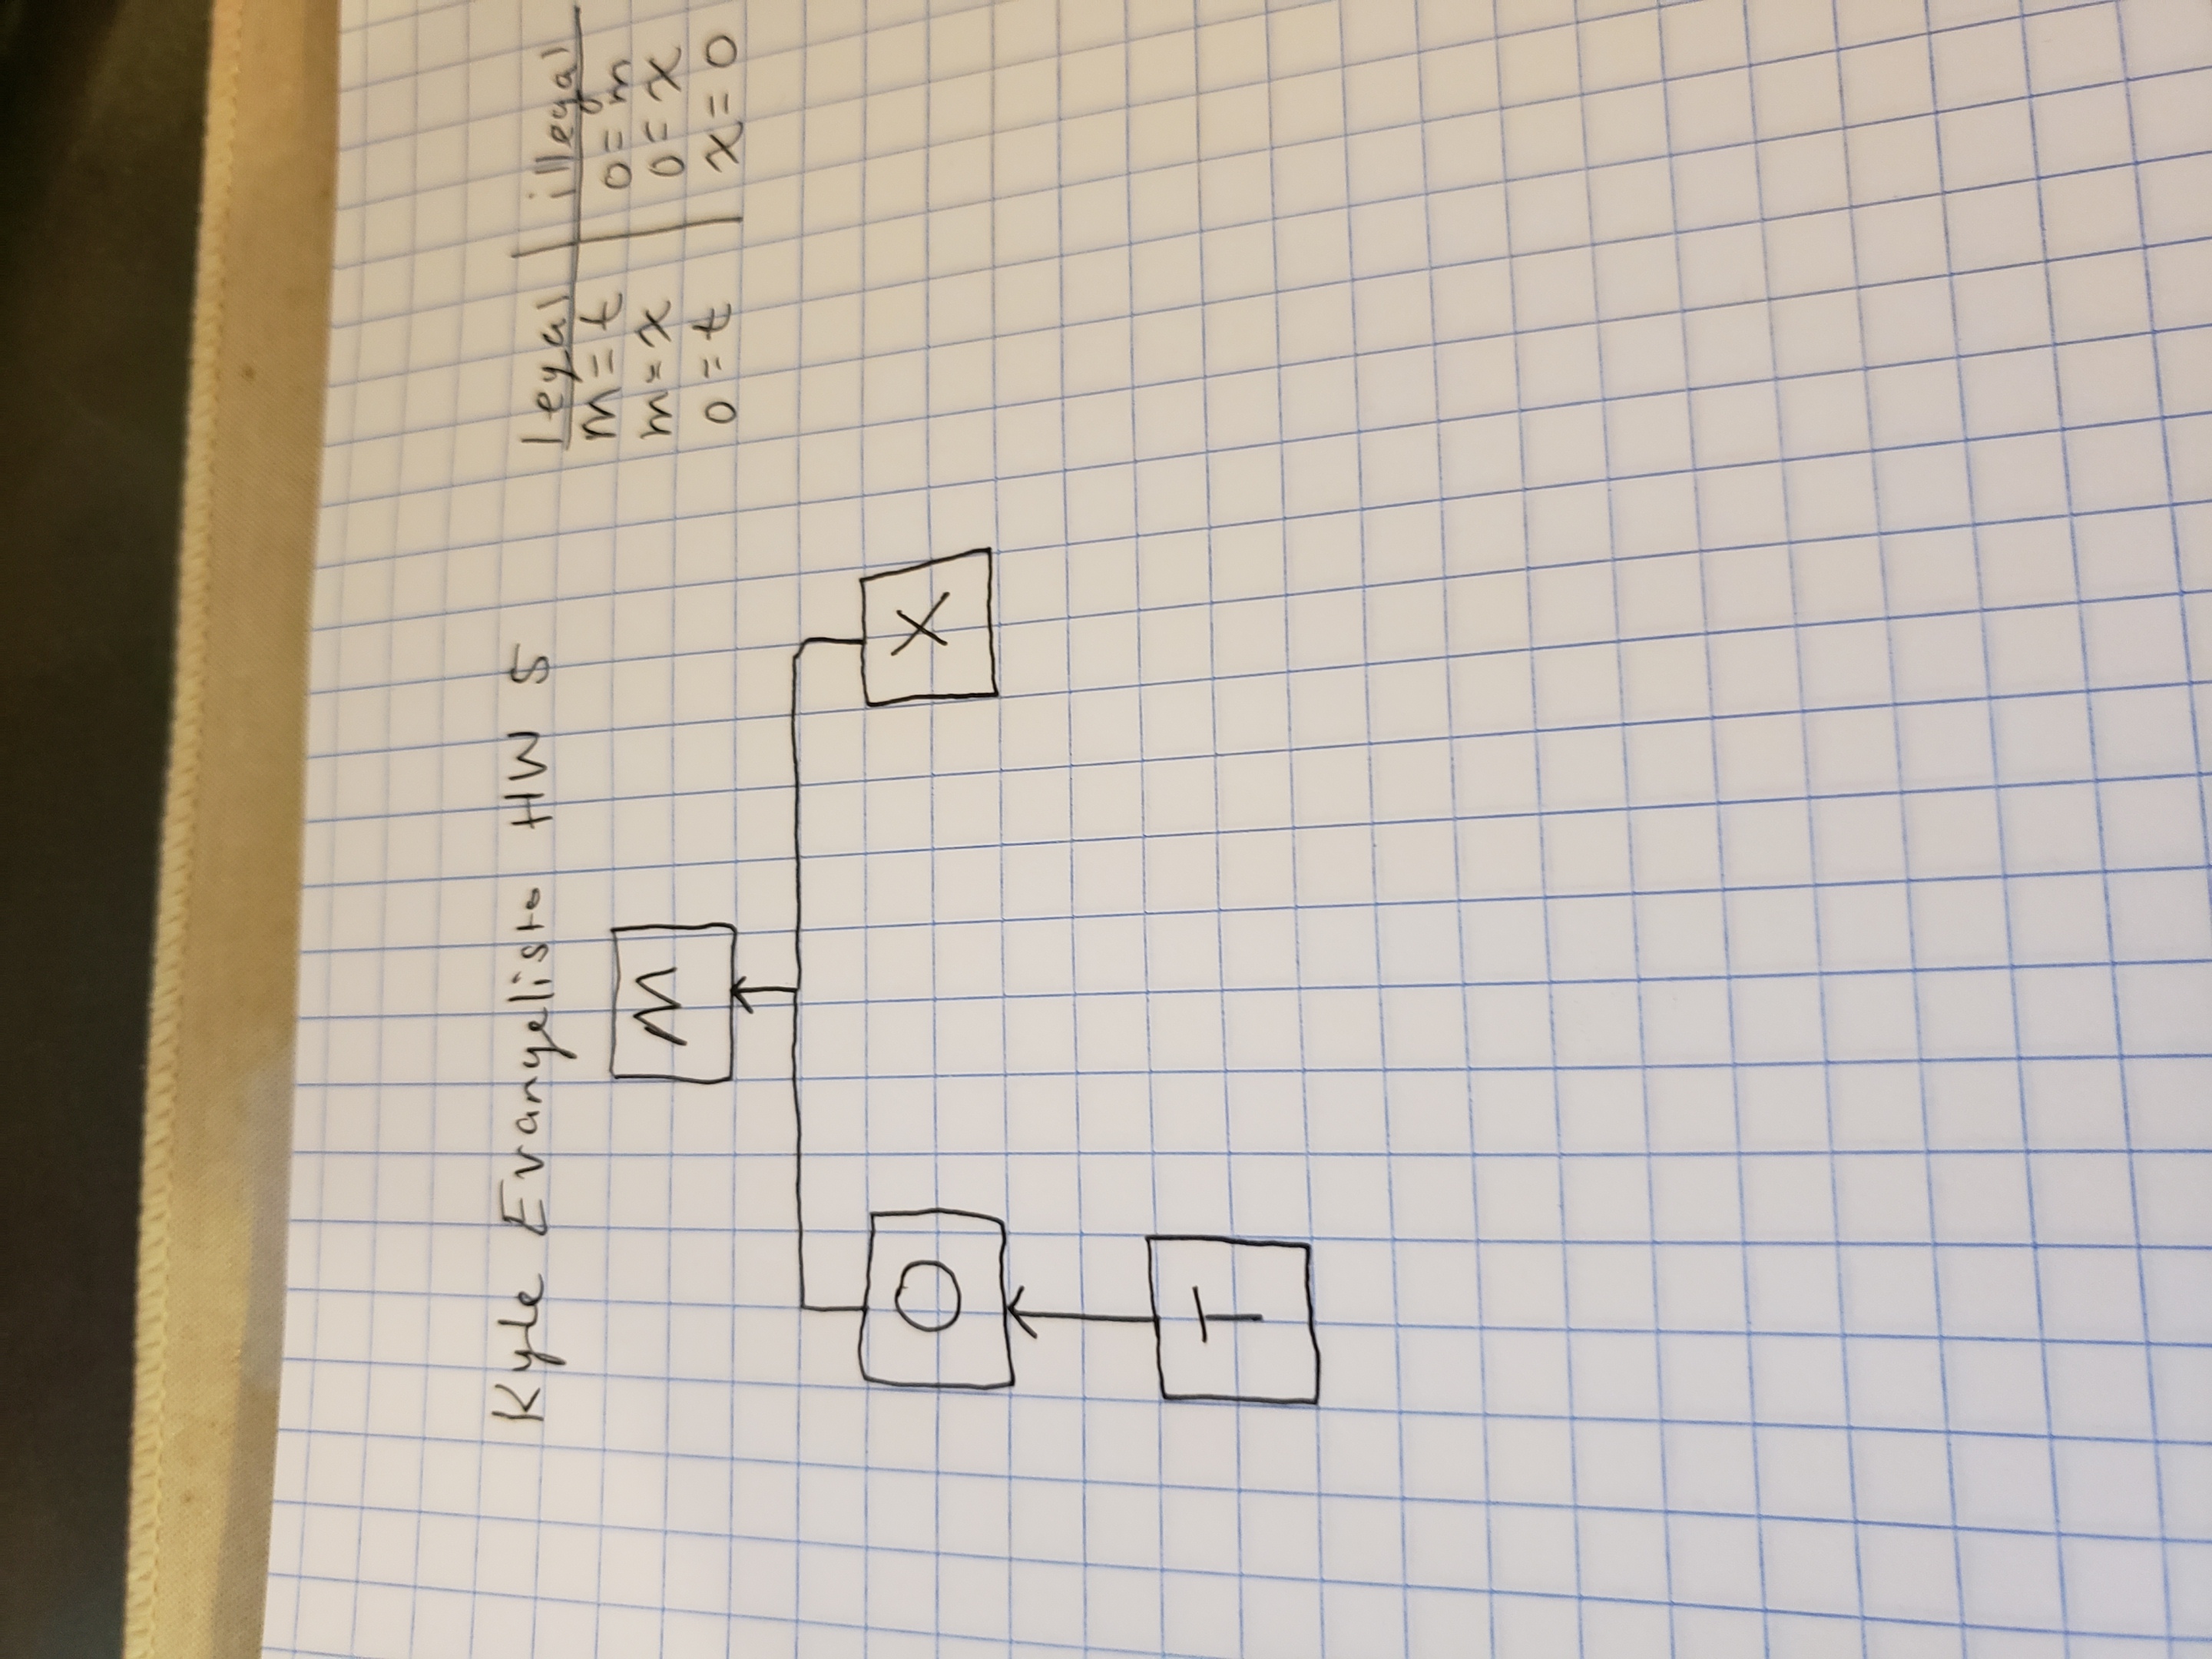 Kyle Evangelista HW 5
legal | illegal
m = t | o = m
m = x | o = x
o = t | x = o
M
O X
T